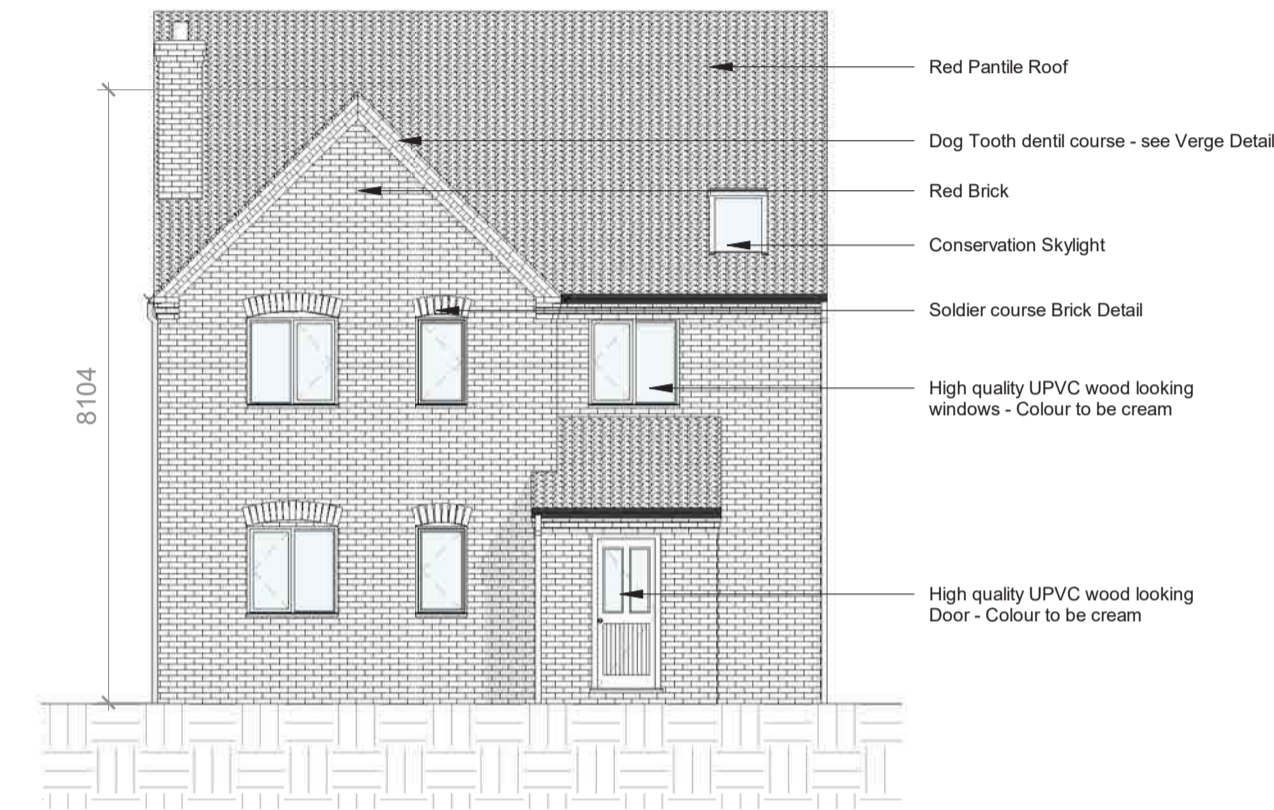 Red Pantile Roof
Dog Tooth dentil course - see Verge Detail
Red Brick
Conservation Skylight
Soldier course Brick Detail
8104
High quality UPVC wood looking
windows - Colour to be cream
High quality UPVC wood looking
Door - Colour to be cream